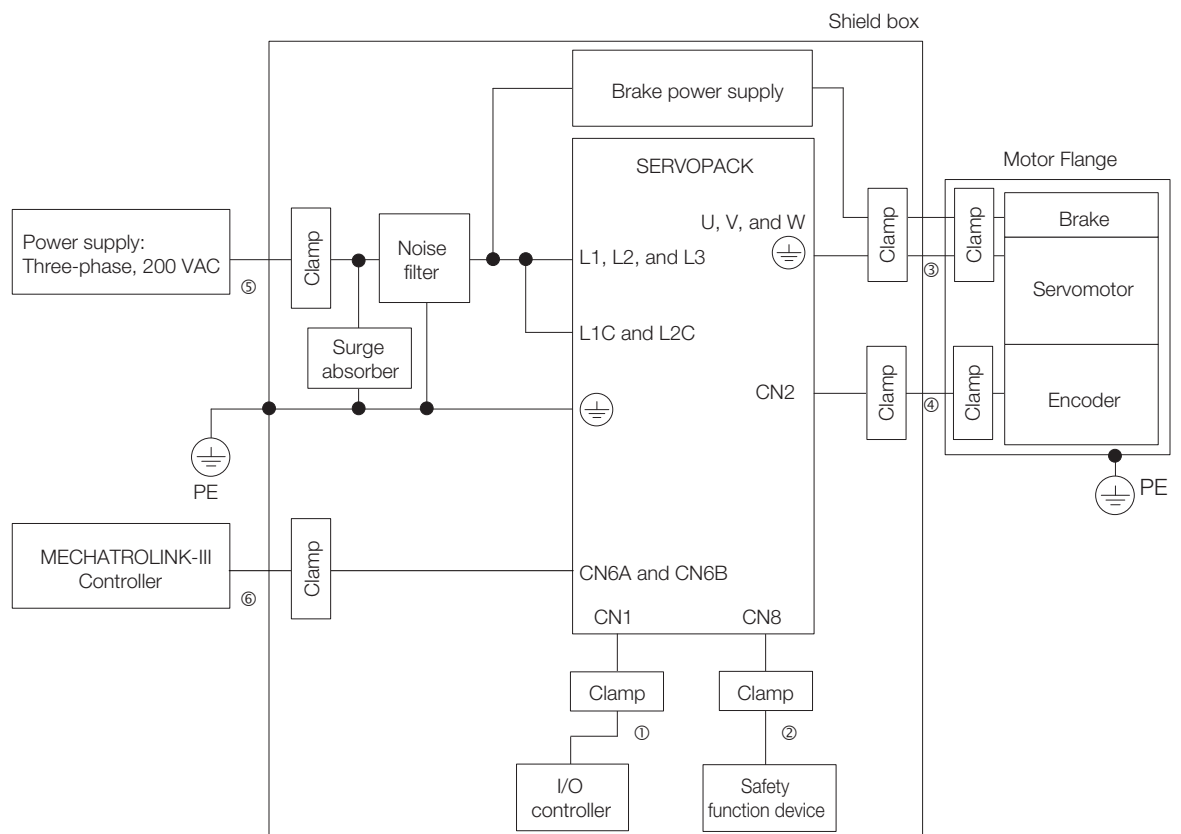 Shield box
Brake power supply
SERVOPACK
Motor Flange
U, V, and W
Power supply:
Three-phase, 200 VAC
Clamp
Noise
filter
L1, L2, and L3
Clamp
Clamp
Brake
Servomotor
⑤
③
L1C and L2C
Surge
absorber
CN2
Clamp
Clamp
Encoder
④
PE
PE
MECHATROLINK-III
Controller
Clamp
CN6A and CN6B
⑥
CN1
CN8
Clamp
Clamp
①
②
I/O
controller
Safety
function device